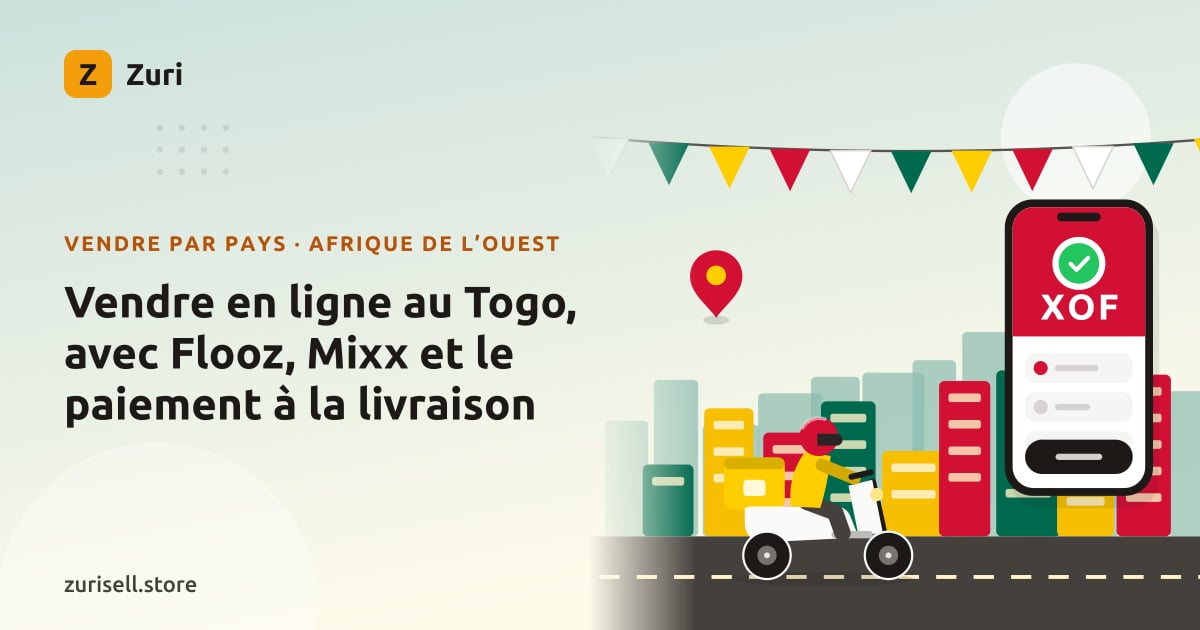 Z Zuri
VENDRE PAR PAYS · AFRIQUE DE L’OUEST
Vendre en ligne au Togo,
avec Flooz, Mixx et le
paiement à la livraison
XOF
zurisell.store